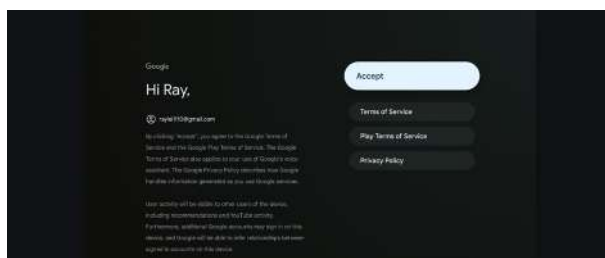 Google
Hi Ray,
By clicking "Accept", you agree to the Google Terms of
Service and the Google Play Terms of Service. The Google
Terms of Service also applies to your use of Google's voice
assistant. The Google Privacy Policy describes how Google
handles information generated as you use Google services.
User activity will be visible to other users of the device,
including recommendations and YouTube activity.
Furthermore, additional Google accounts may sign in on this
device, and Google will be able to infer relationships between
signed in accounts on this device.
Accept
Terms of Service
Play Terms of Service
Privacy Policy